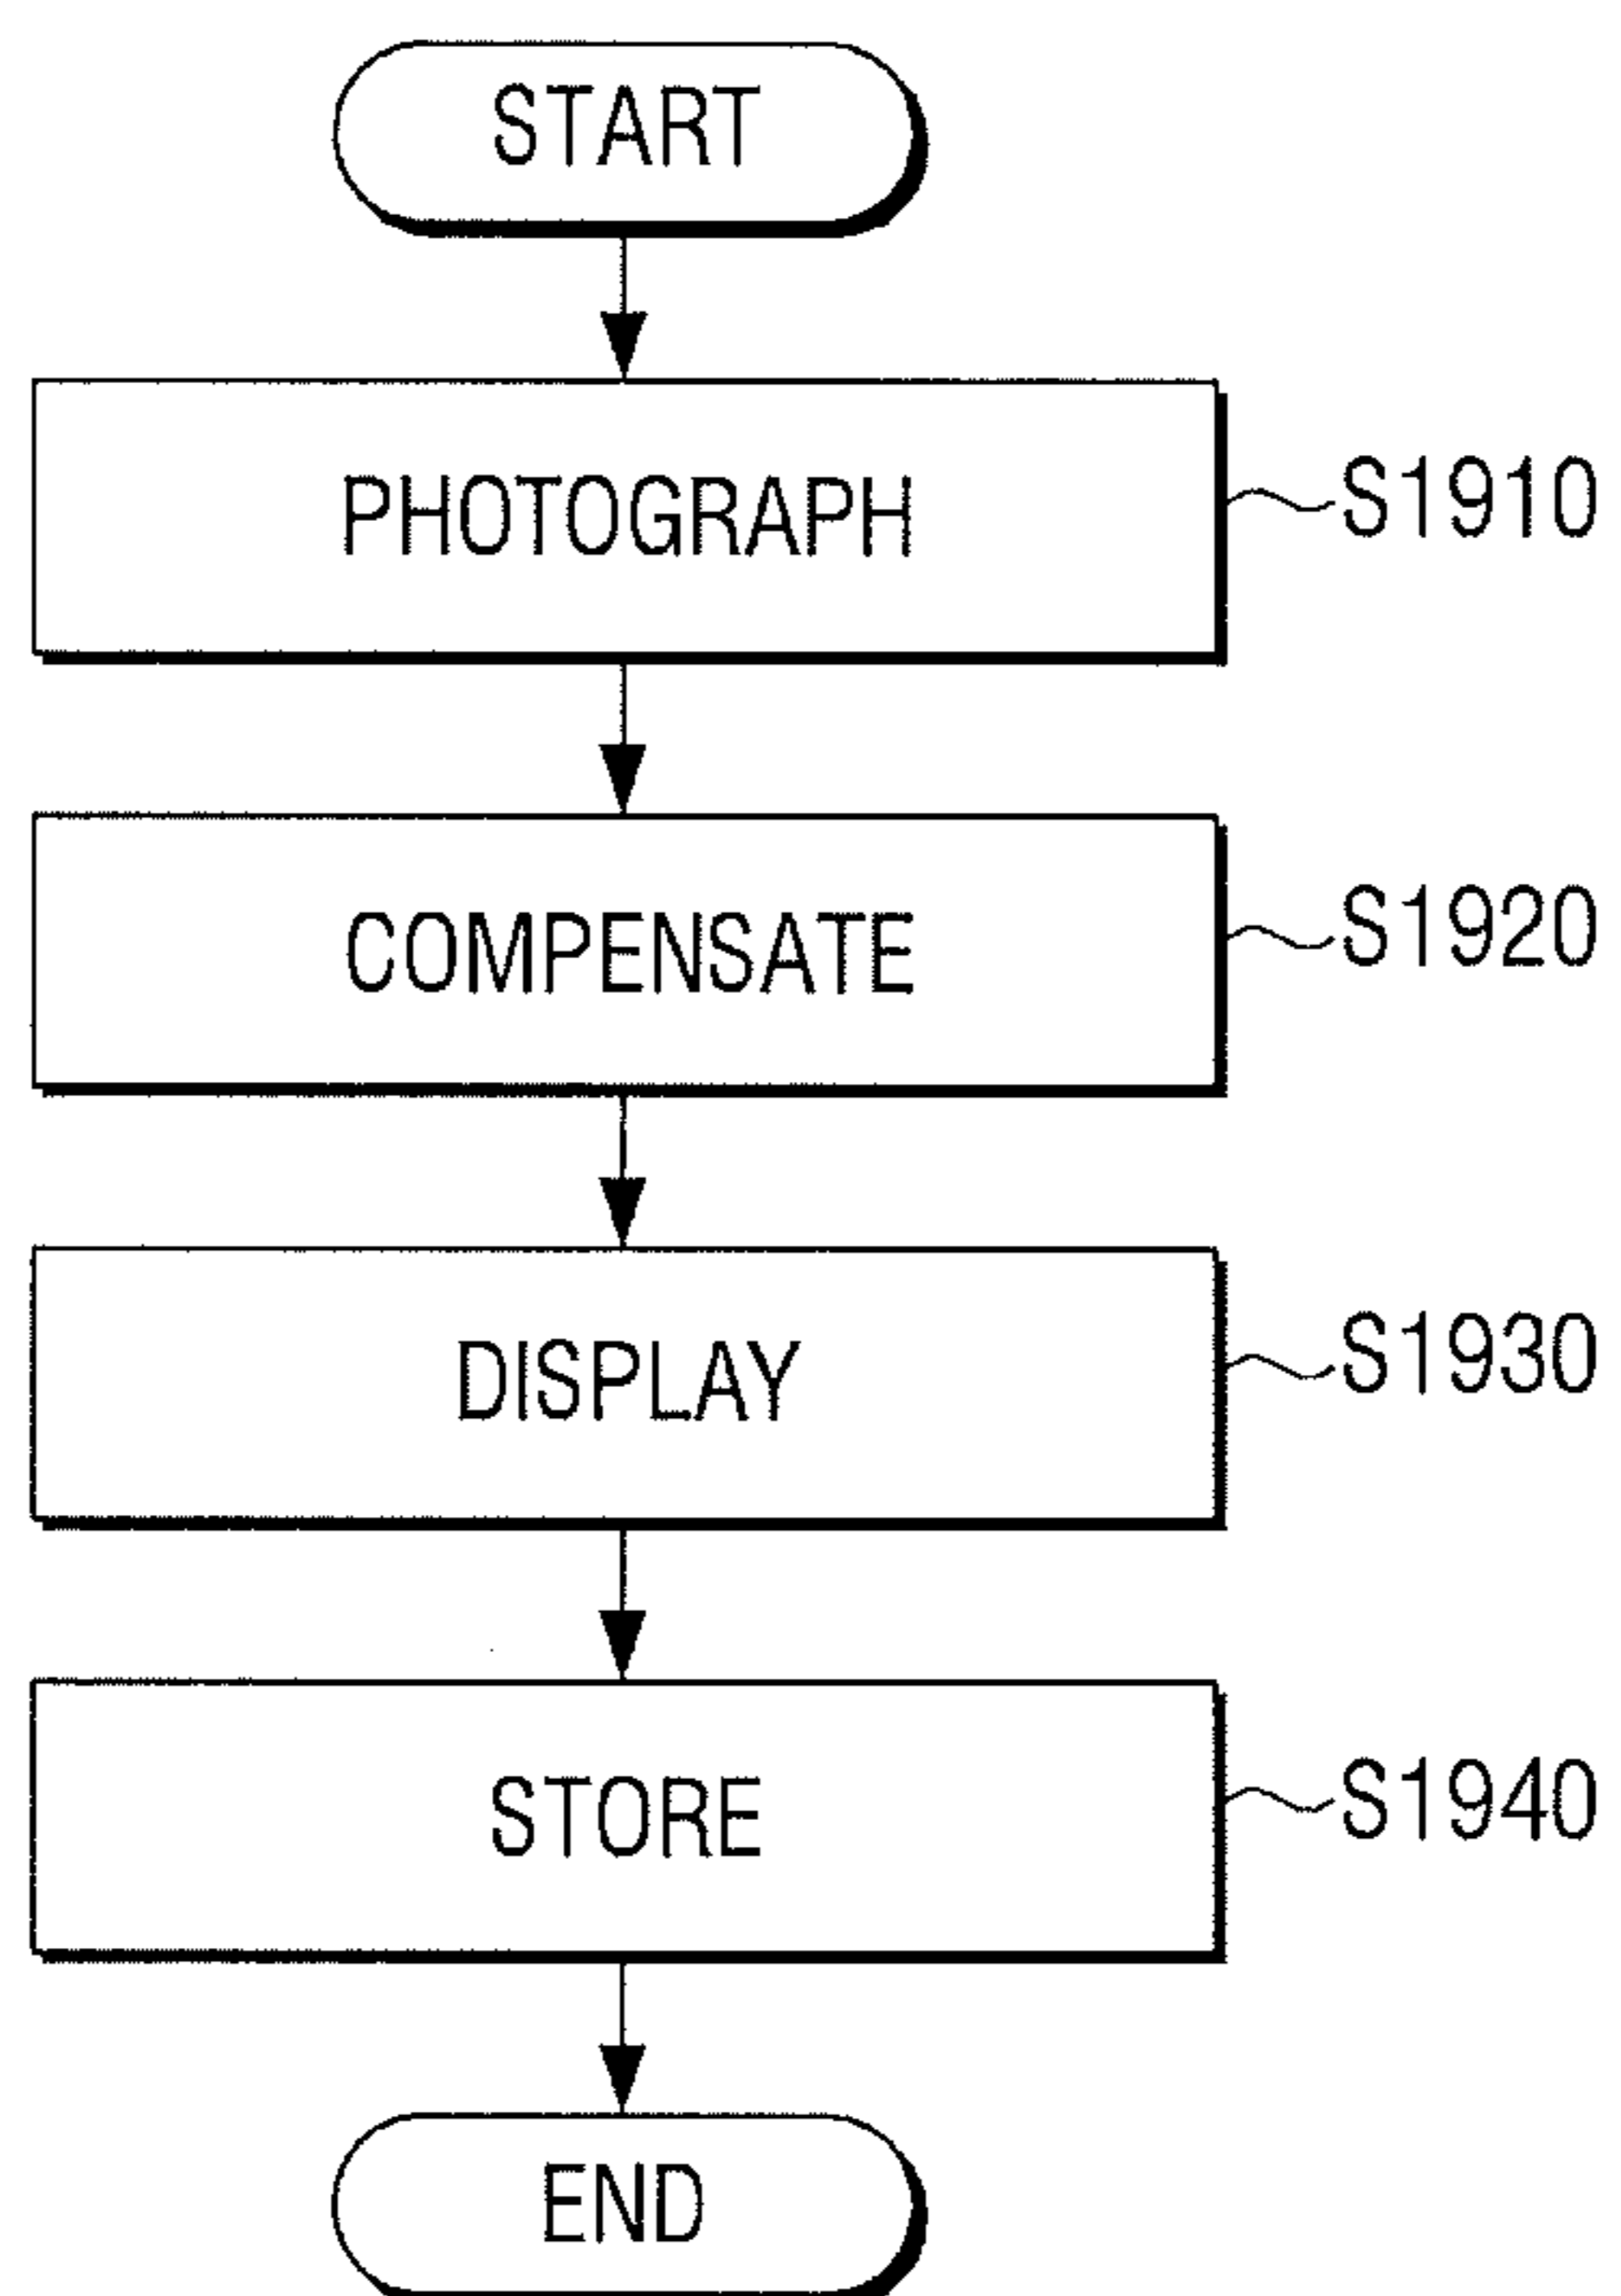 START
PHOTOGRAPH
S1910
COMPENSATE
S1920
DISPLAY
S1930
STORE
S1940
END